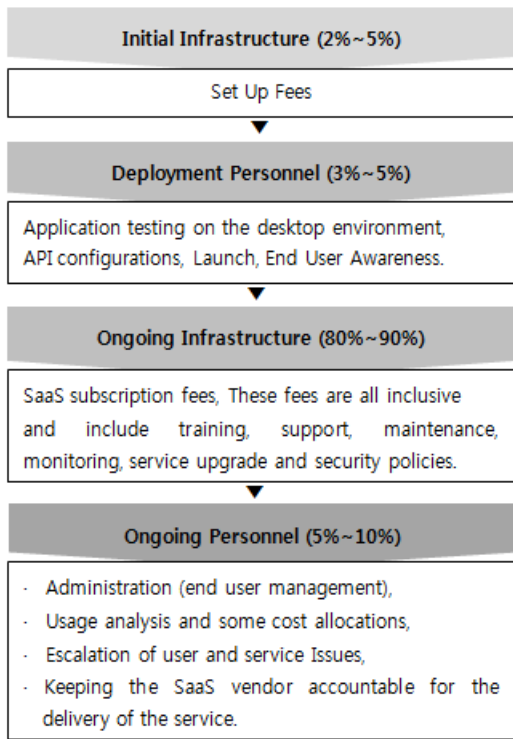 Initial Infrastructure (2%~5%)
Set Up Fees
Deployment Personnel (3%~5%)
Application testing on the desktop environment,
API configurations, Launch, End User Awareness.
Ongoing Infrastructure (80%~90%)
SaaS subscription fees, These fees are all inclusive
and include training, support, maintenance,
monitoring, service upgrade and security policies.
Ongoing Personnel (5%~10%)
· Administration (end user management),
· Usage analysis and some cost allocations,
· Escalation of user and service Issues,
· Keeping the SaaS vendor accountable for the
delivery of the service.